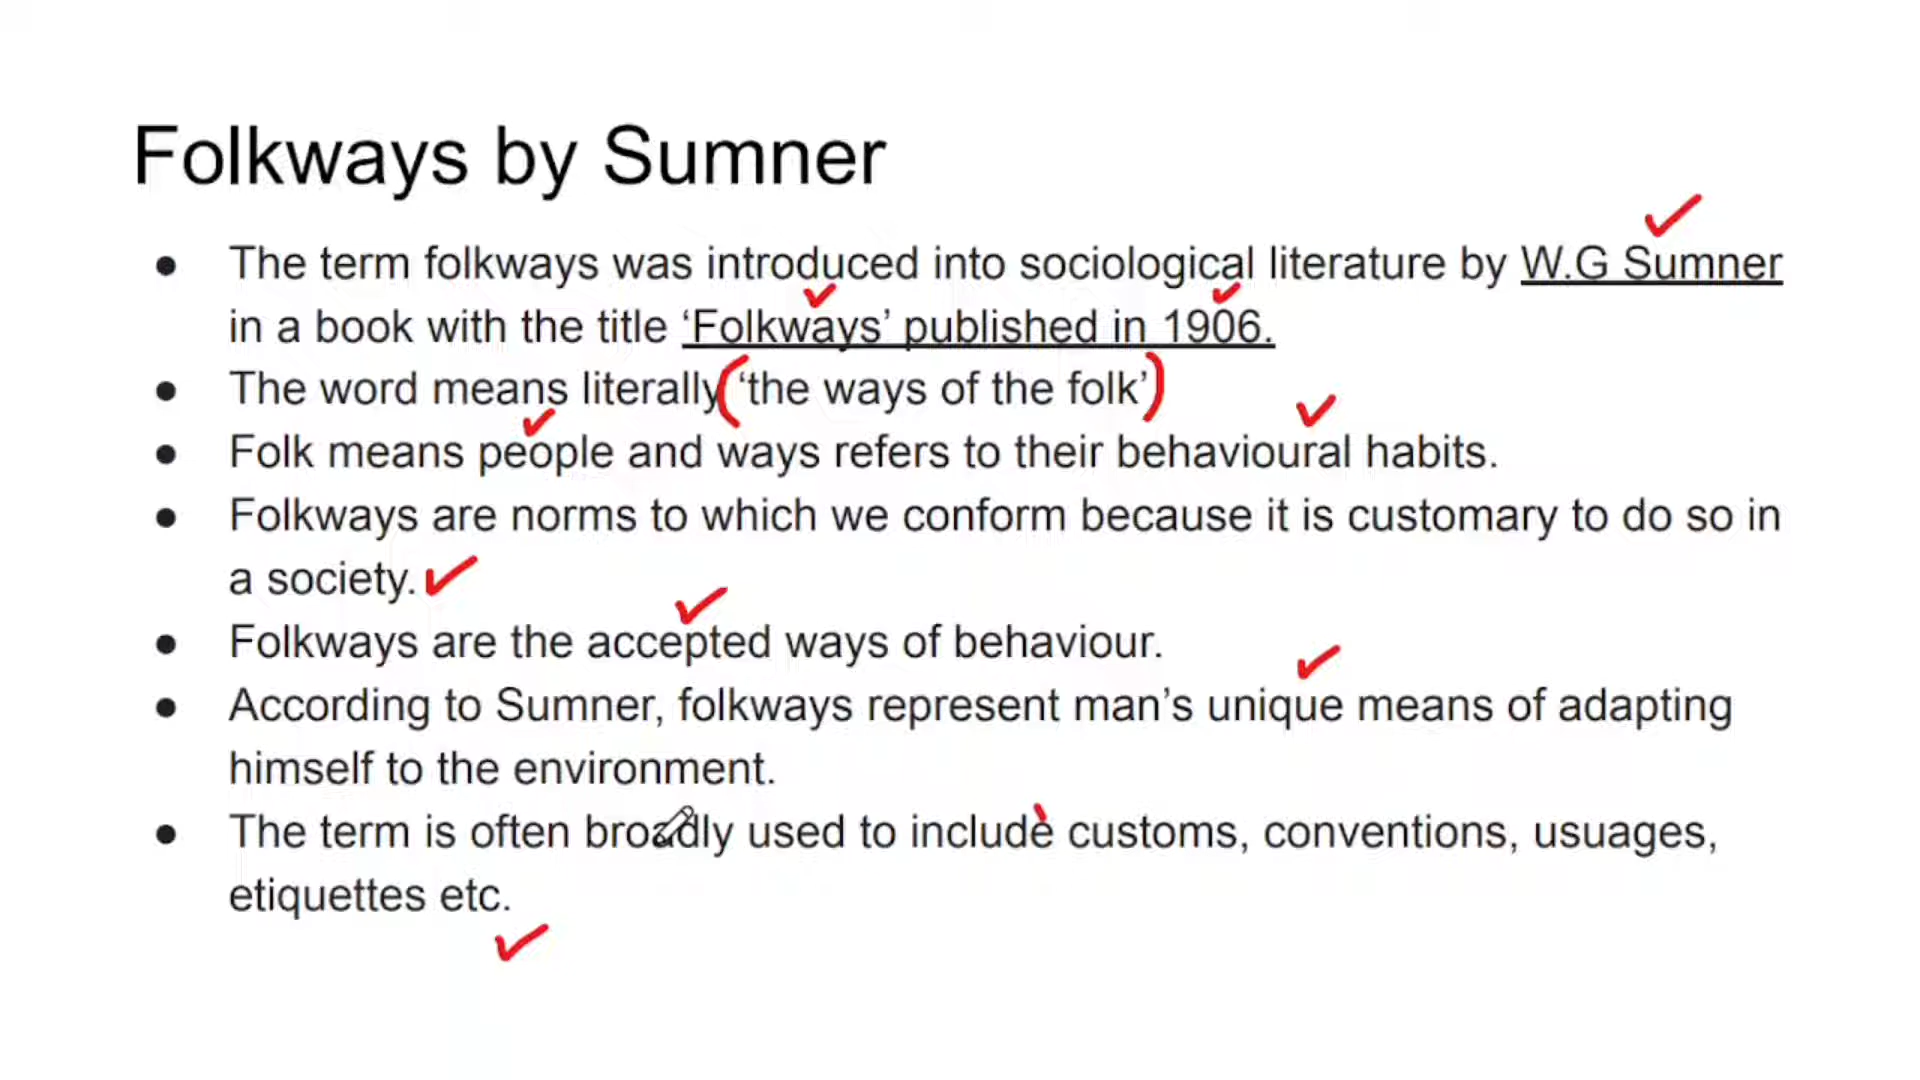 Folkways by Sumner
● The term folkways was introduced into sociological literature by W.G Sumner
in a book with the title ‘Folkways’ published in 1906.
● The word means literally ‘the ways of the folk’
● Folk means people and ways refers to their behavioural habits.
● Folkways are norms to which we conform because it is customary to do so in
a society.
● Folkways are the accepted ways of behaviour.
● According to Sumner, folkways represent man’s unique means of adapting
himself to the environment.
● The term is often broadly used to include customs, conventions, usuages,
etiquettes etc.